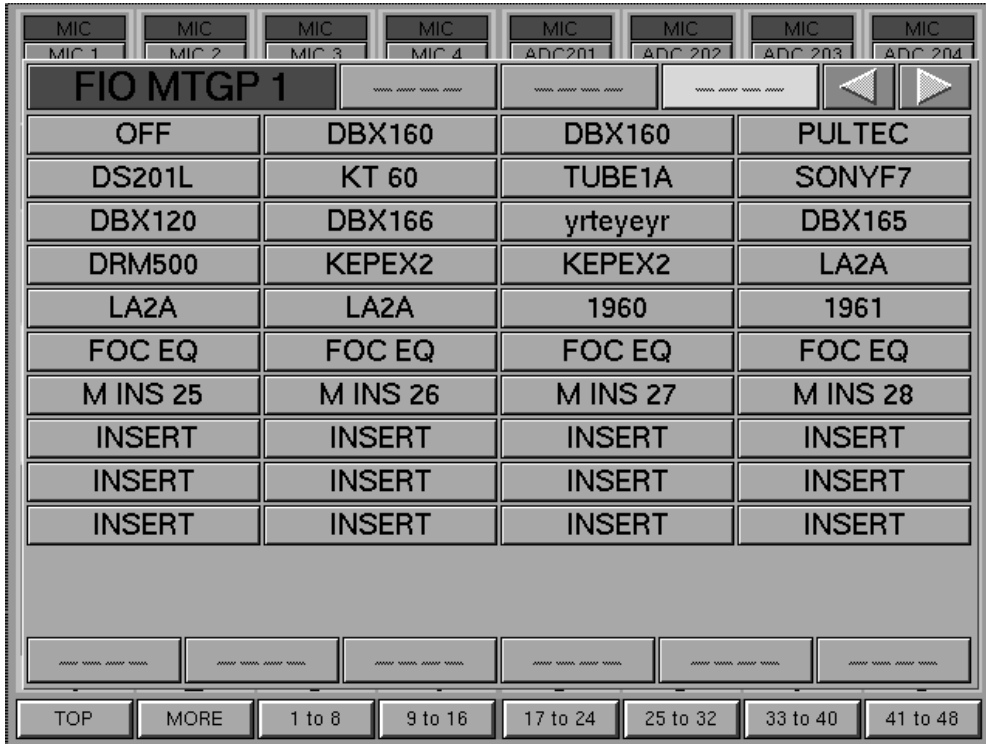 MIC MIC MIC MIC MIC MIC MIC MIC
MIC 1 MIC 2 MIC 3 MIC 4 ADC201 ADC 202 ADC 203 ADC 204
FIO MTGP 1
OFF DBX160 DBX160 PULTEC
DS201L KT 60 TUBE1A SONYF7
DBX120 DBX166 yrteyeyr DBX165
DRM500 KEPEX2 KEPEX2 LA2A
LA2A LA2A 1960 1961
FOC EQ FOC EQ FOC EQ FOC EQ
M INS 25 M INS 26 M INS 27 M INS 28
INSERT INSERT INSERT INSERT
INSERT INSERT INSERT INSERT
INSERT INSERT INSERT INSERT
TOP MORE 1 to 8 9 to 16 17 to 24 25 to 32 33 to 40 41 to 48